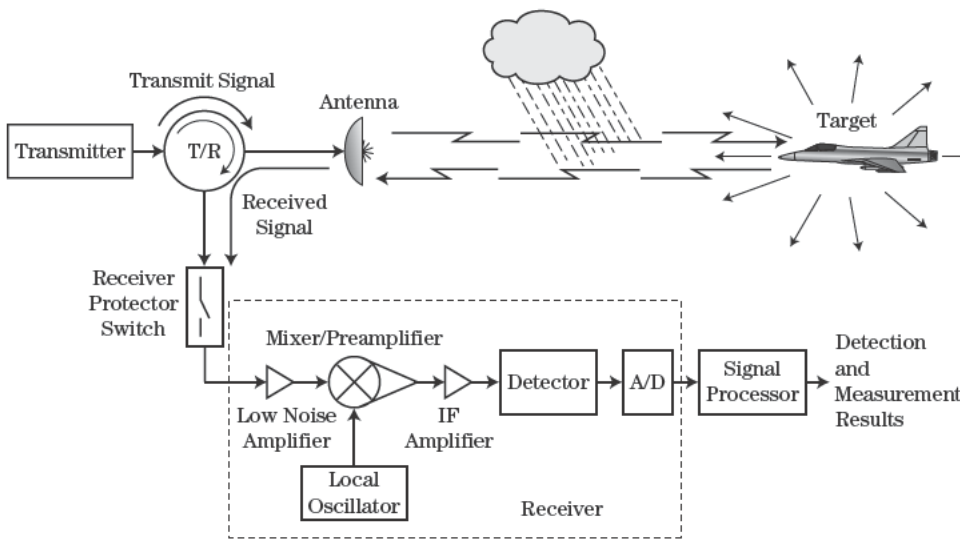 Transmit Signal
Antenna
Target
Transmitter
T/R
Received
Signal
Receiver
Protector
Switch
Mixer/Preamplifier
Detector
A/D
Signal
Processor
Detection
and
Measurement
Results
Low Noise
Amplifier
IF
Amplifier
Local
Oscillator
Receiver